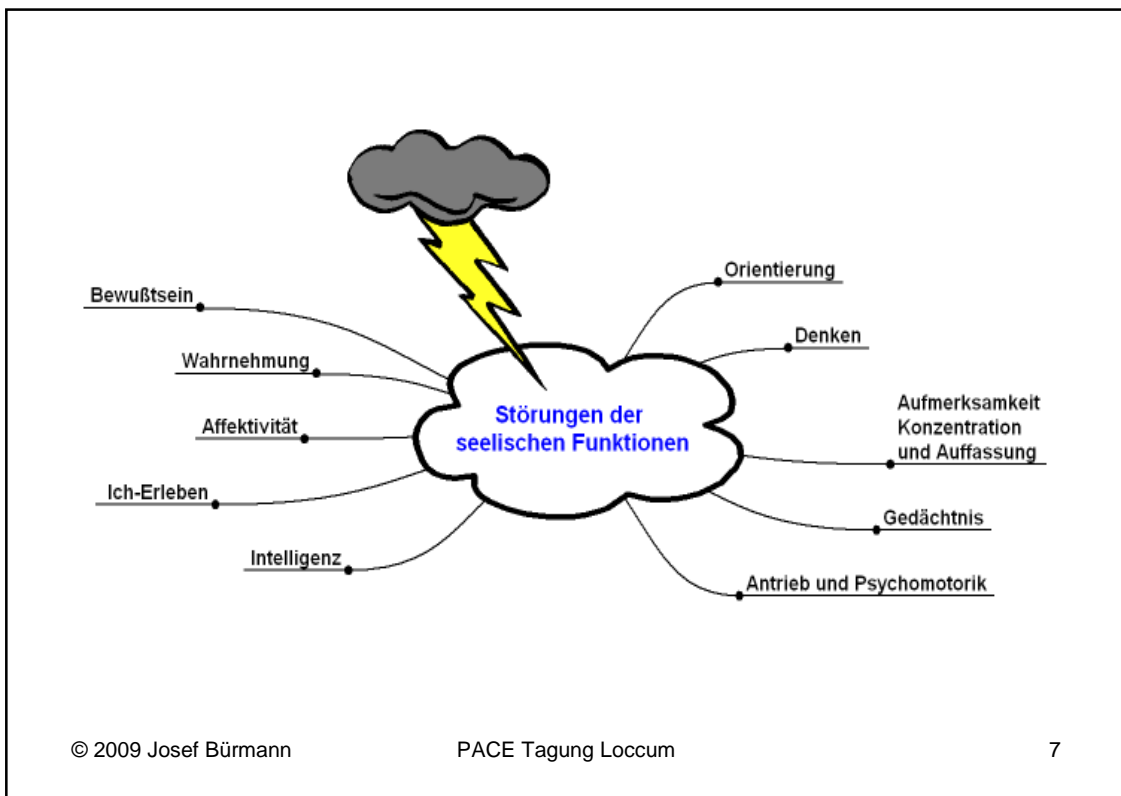 Orientierung
Bewußtsein
Denken
Wahrnehmung
Aufmerksamkeit
Konzentration
und Auffassung
Störungen der
seelischen Funktionen
Affektivität
Ich-Erleben
Gedächtnis
Intelligenz
Antrieb und Psychomotorik
© 2009 Josef Bürmann PACE Tagung Loccum 7